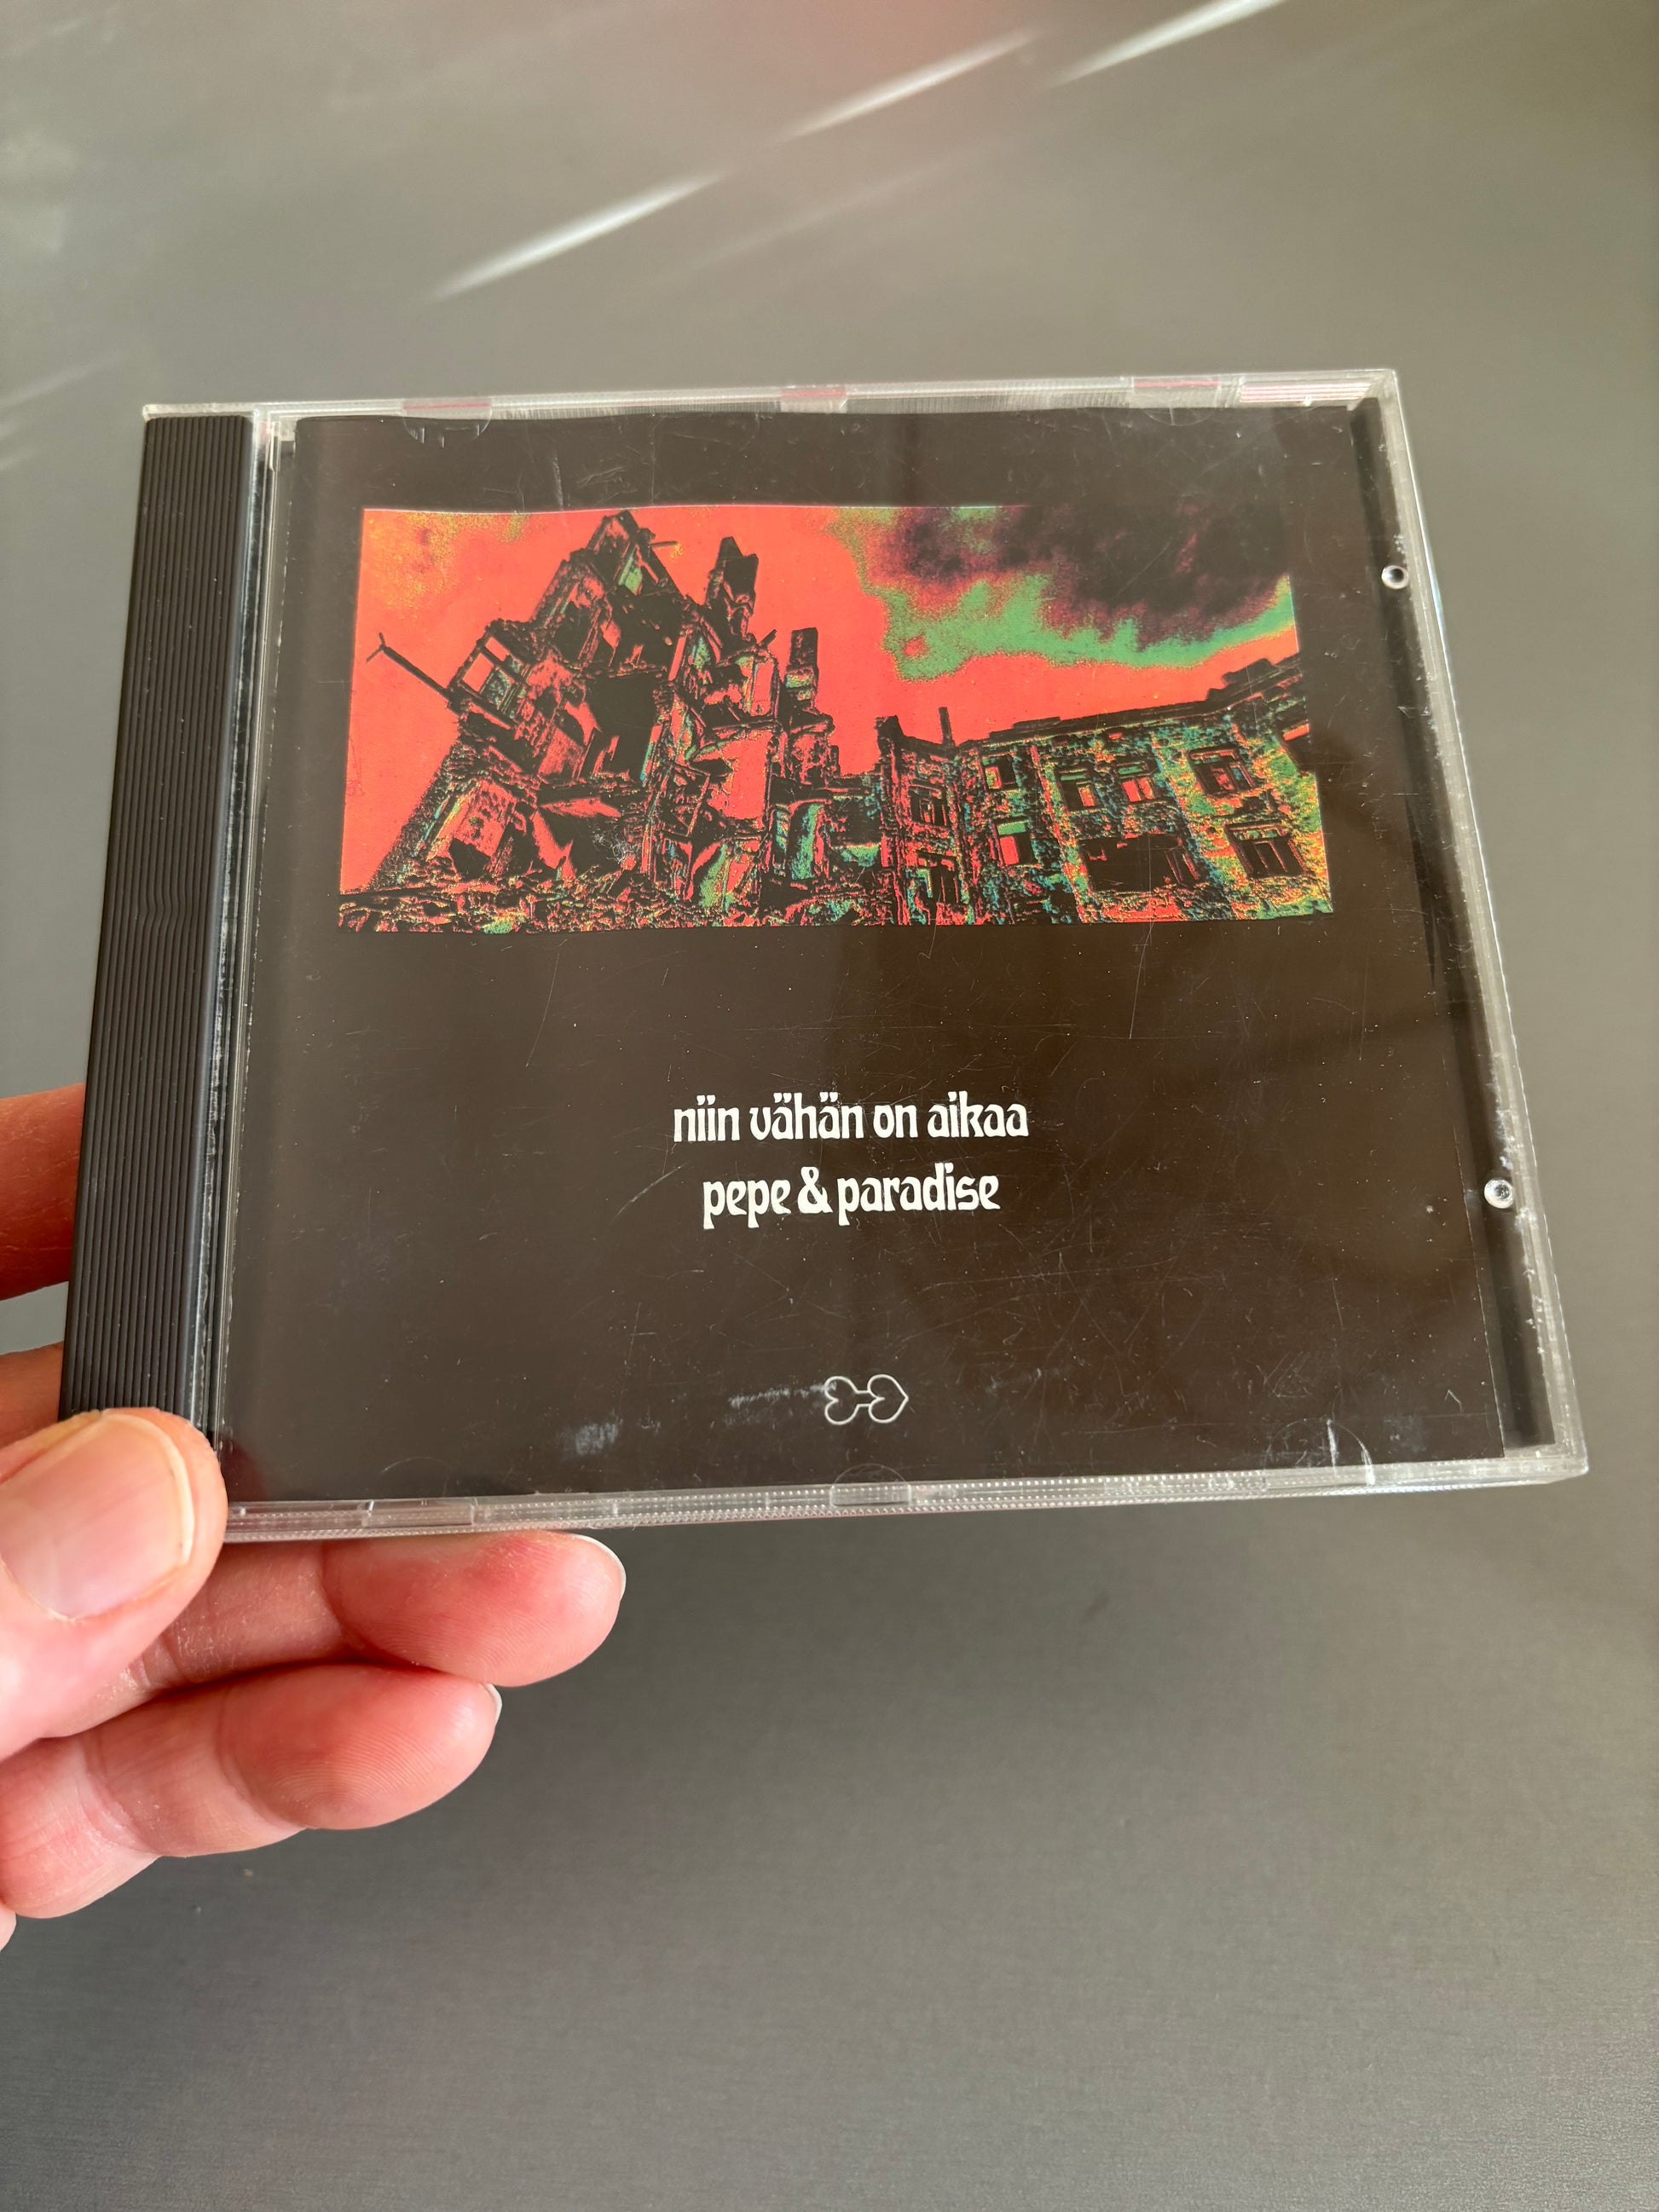 niin vähän on aikaa
pepe & paradise